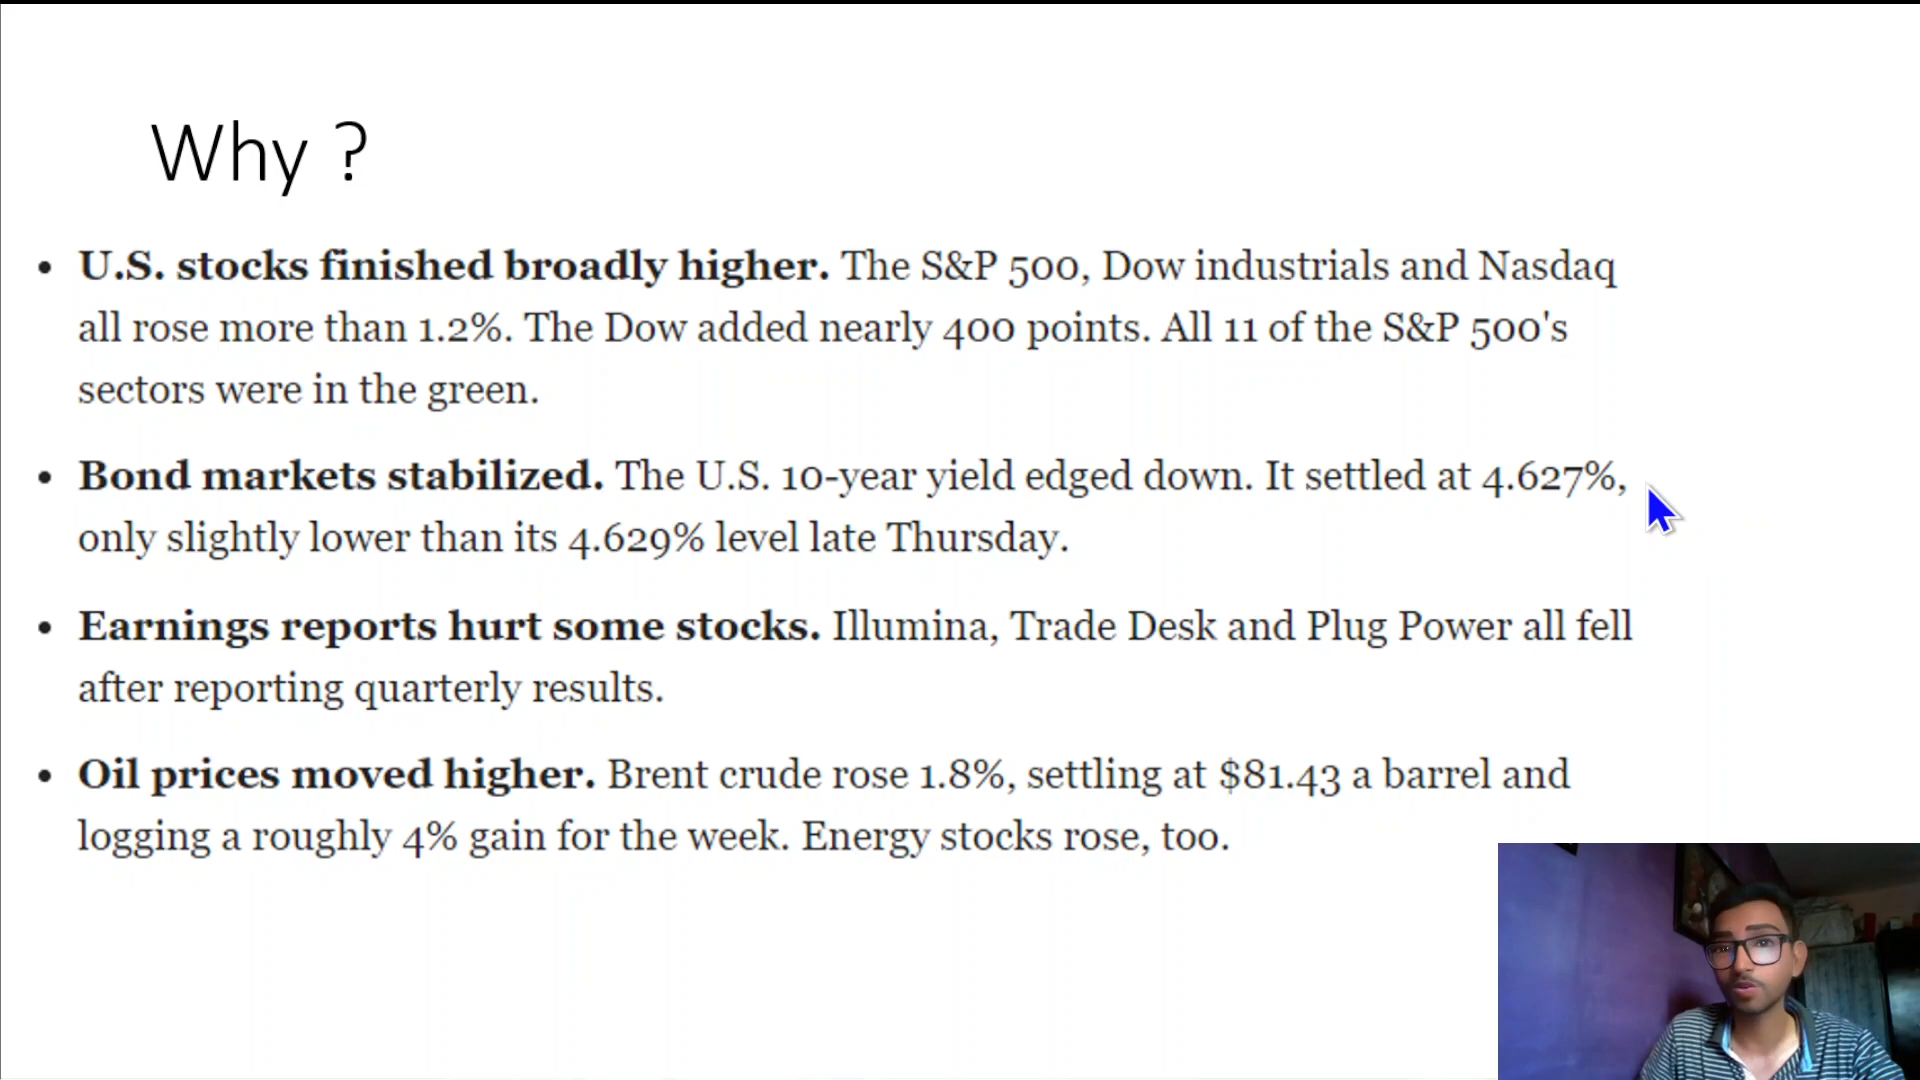 Why ?
• U.S. stocks finished broadly higher. The S&P 500, Dow industrials and Nasdaq
all rose more than 1.2%. The Dow added nearly 400 points. All 11 of the S&P 500's
sectors were in the green.
• Bond markets stabilized. The U.S. 10-year yield edged down. It settled at 4.627%,
only slightly lower than its 4.629% level late Thursday.
• Earnings reports hurt some stocks. Illumina, Trade Desk and Plug Power all fell
after reporting quarterly results.
• Oil prices moved higher. Brent crude rose 1.8%, settling at $81.43 a barrel and
logging a roughly 4% gain for the week. Energy stocks rose, too.